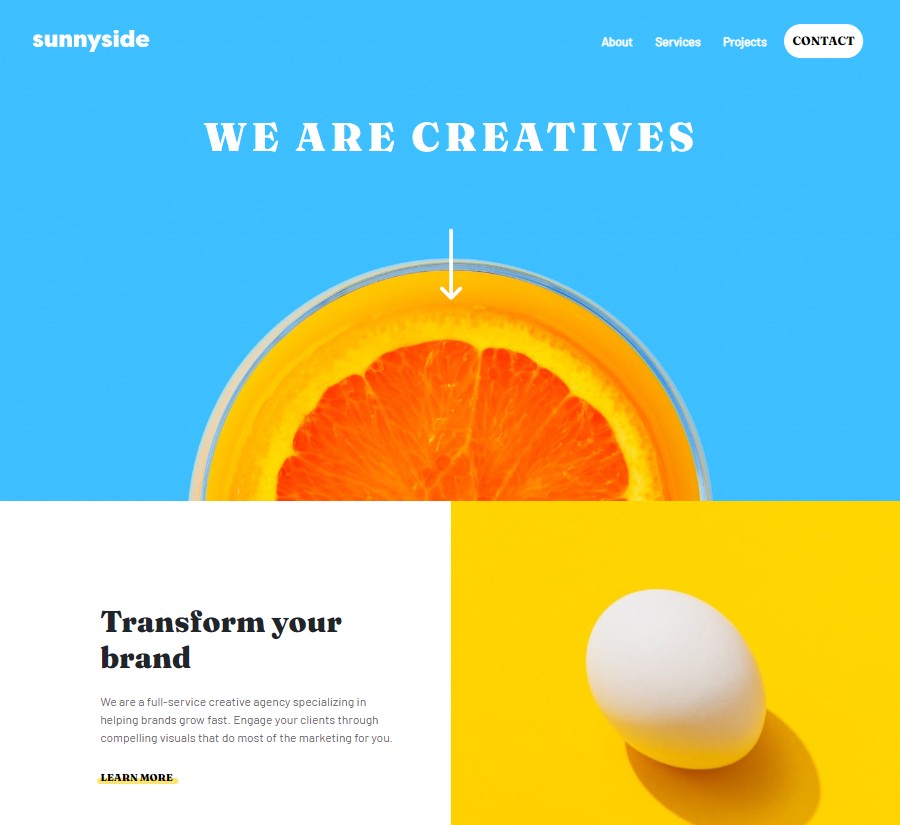 sunnyside
About Services Projects CONTACT
WE ARE CREATIVES
Transform your
brand
We are a full-service creative agency specializing in
helping brands grow fast. Engage your clients through
compelling visuals that do most of the marketing for you.
LEARN MORE